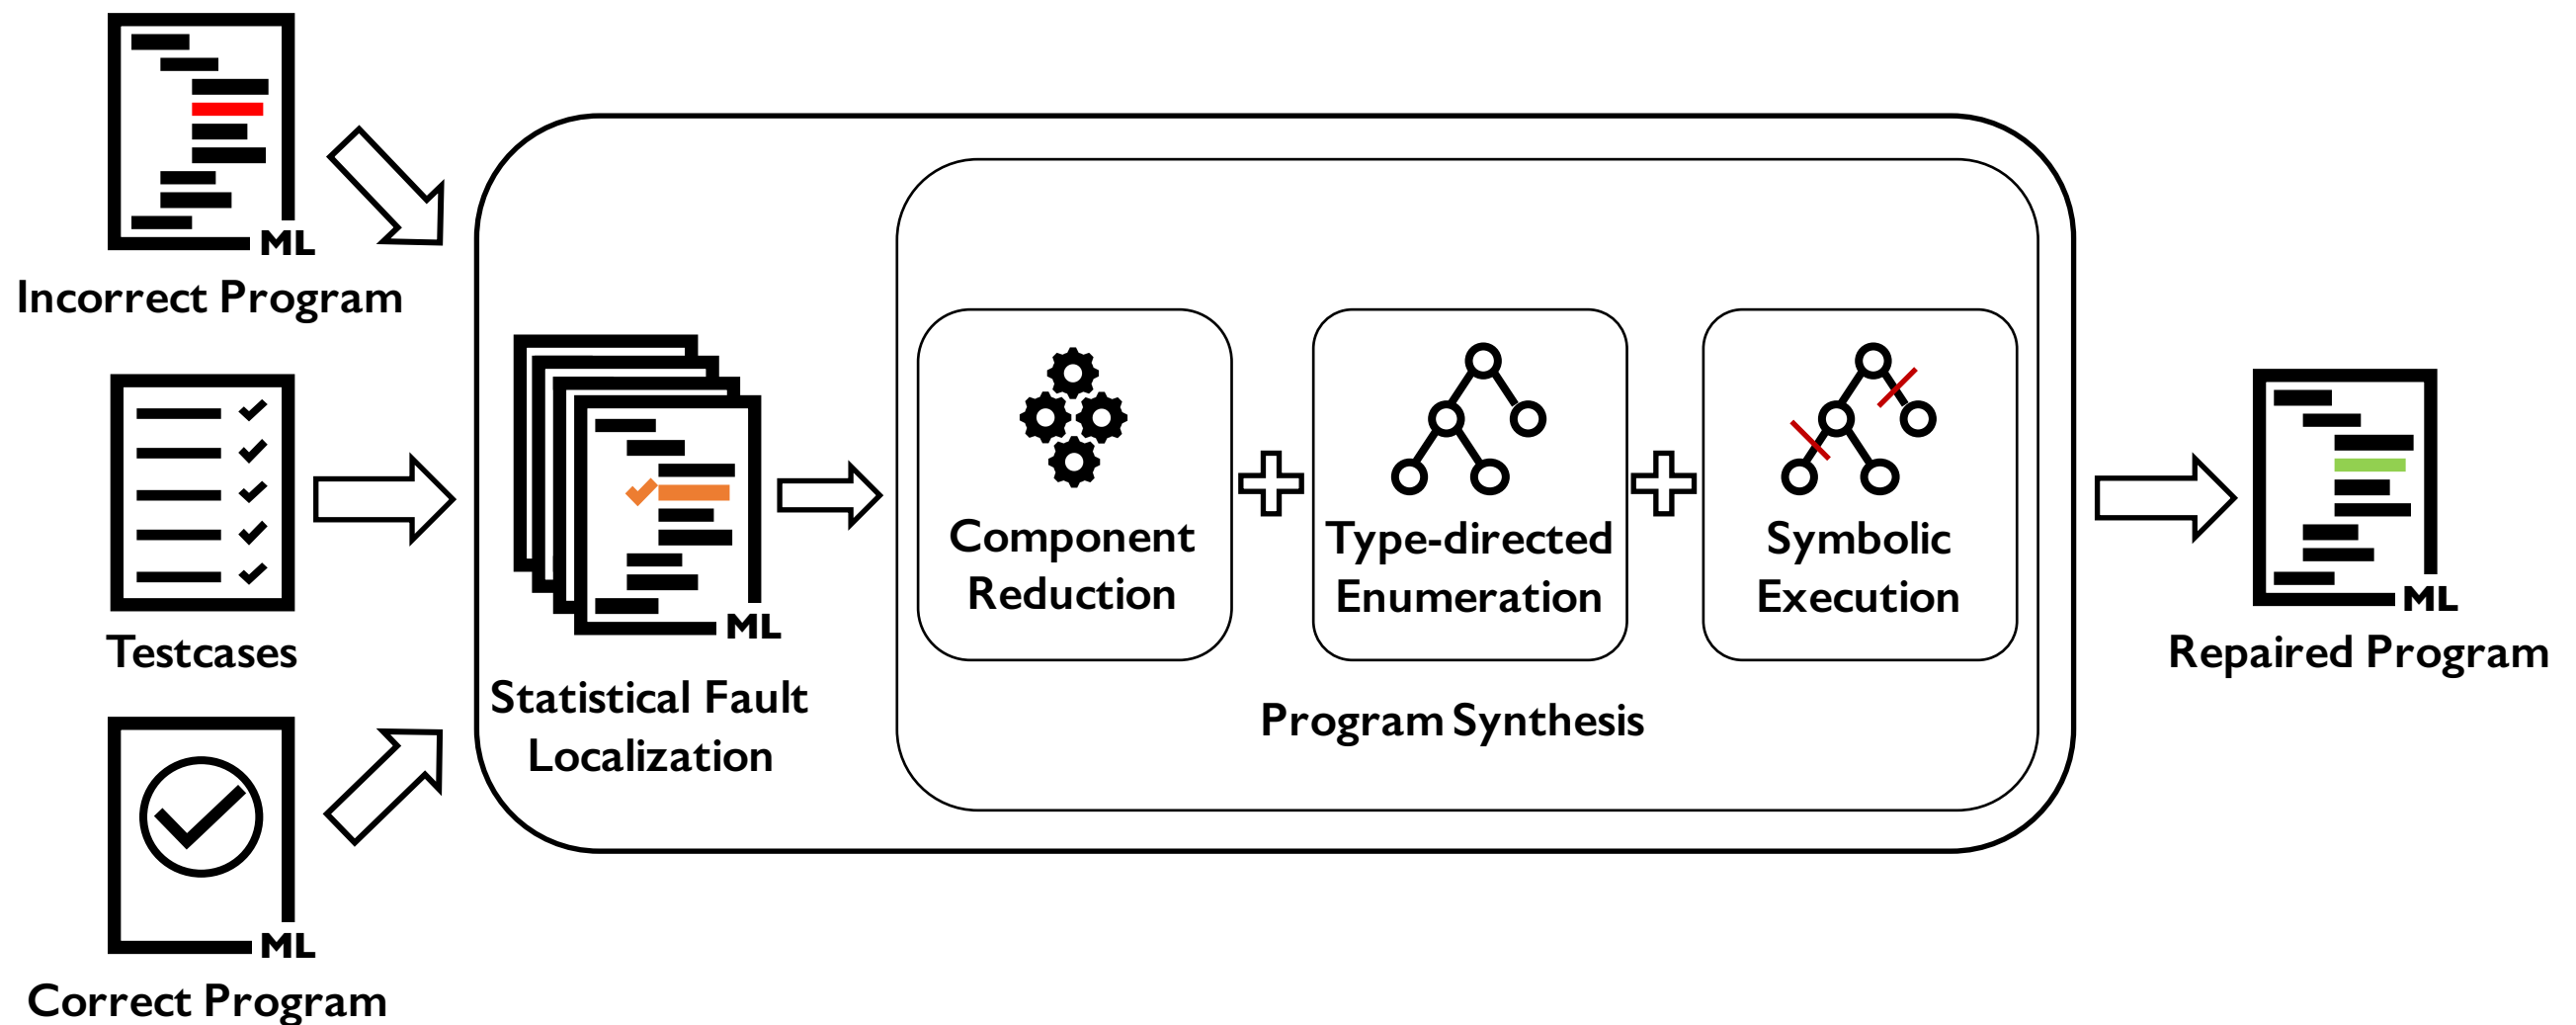 ML
Incorrect Program
Testcases
ML
Correct Program
ML
Statistical Fault
Localization
Component
Reduction
Type-directed
Enumeration
Symbolic
Execution
Program Synthesis
ML
Repaired Program